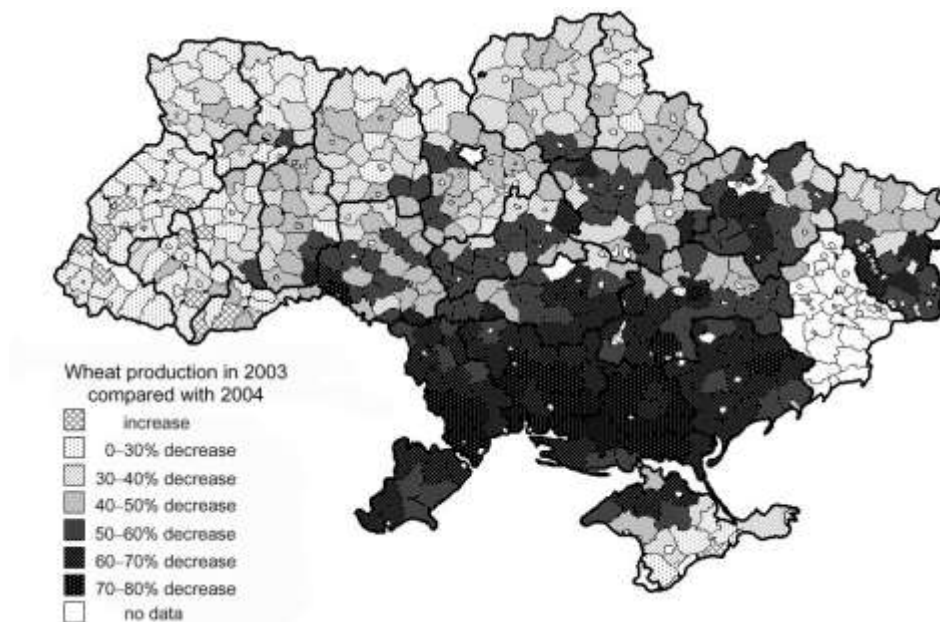 Wheat production in 2003
compared with 2004
increase
0–30% decrease
30–40% decrease
40–50% decrease
50–60% decrease
60–70% decrease
70–80% decrease
no data